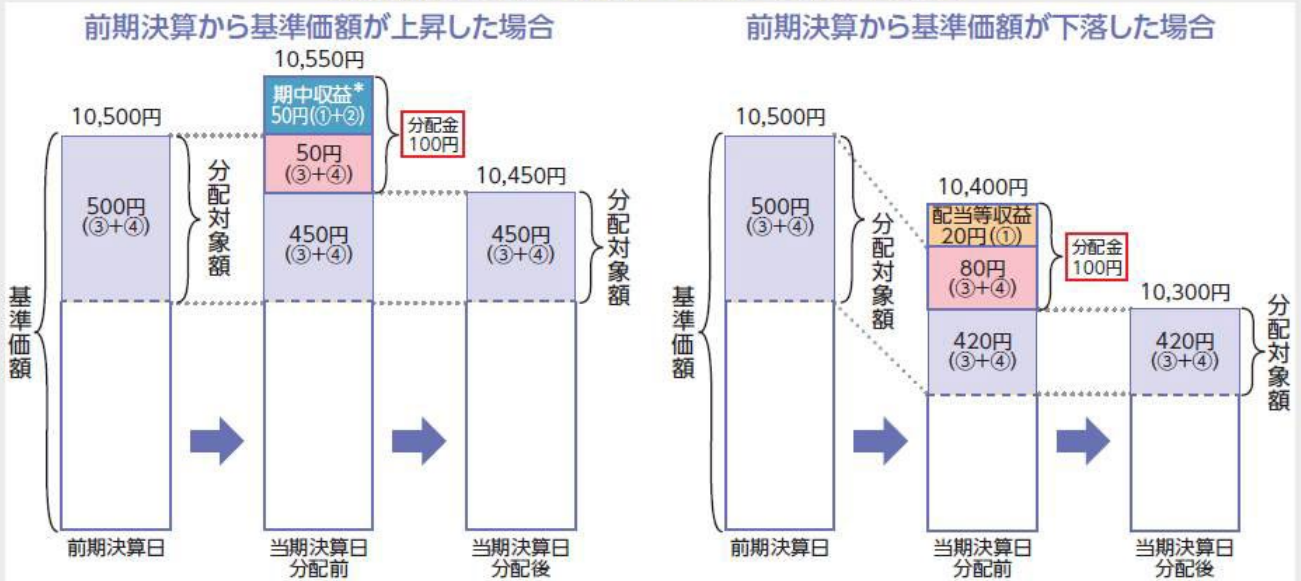 前期決算から基準価額が上昇した場合
10,550円
期中収益*
50円(①+②)
分配金
100円
10,500円
50円
(③+④)
10,450円
分配対象額
500円
(③+④)
450円
(③+④)
450円
(③+④)
分配対象額
基準価額
前期決算日
当期決算日
分配前
当期決算日
分配後
前期決算から基準価額が下落した場合
10,500円
10,400円
配当等収益
20円(①)
分配金
100円
500円
(③+④)
分配対象額
80円
(③+④)
10,300円
420円
(③+④)
420円
(③+④)
分配対象額
基準価額
前期決算日
当期決算日
分配前
当期決算日
分配後